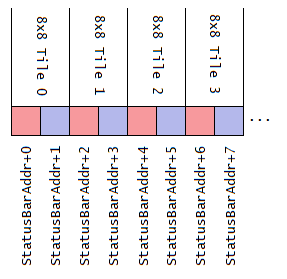 8x8 Tile 0
8x8 Tile 1
8x8 Tile 2
8x8 Tile 3
...
StatusBarAddr+0
StatusBarAddr+1
StatusBarAddr+2
StatusBarAddr+3
StatusBarAddr+4
StatusBarAddr+5
StatusBarAddr+6
StatusBarAddr+7